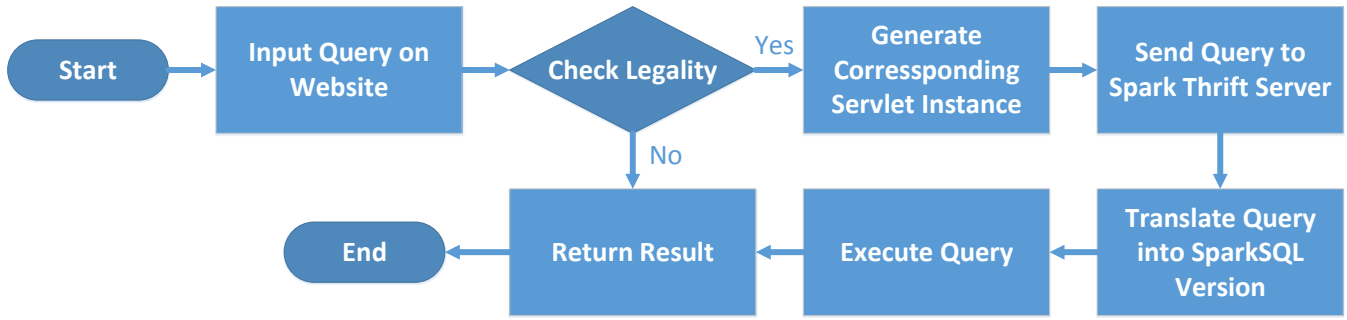 Start
Input Query on
Website
Check Legality
Yes
Generate
Corressponding
Servlet Instance
Send Query to
Spark Thrift Server
No
End
Return Result
Execute Query
Translate Query
into SparkSQL
Version